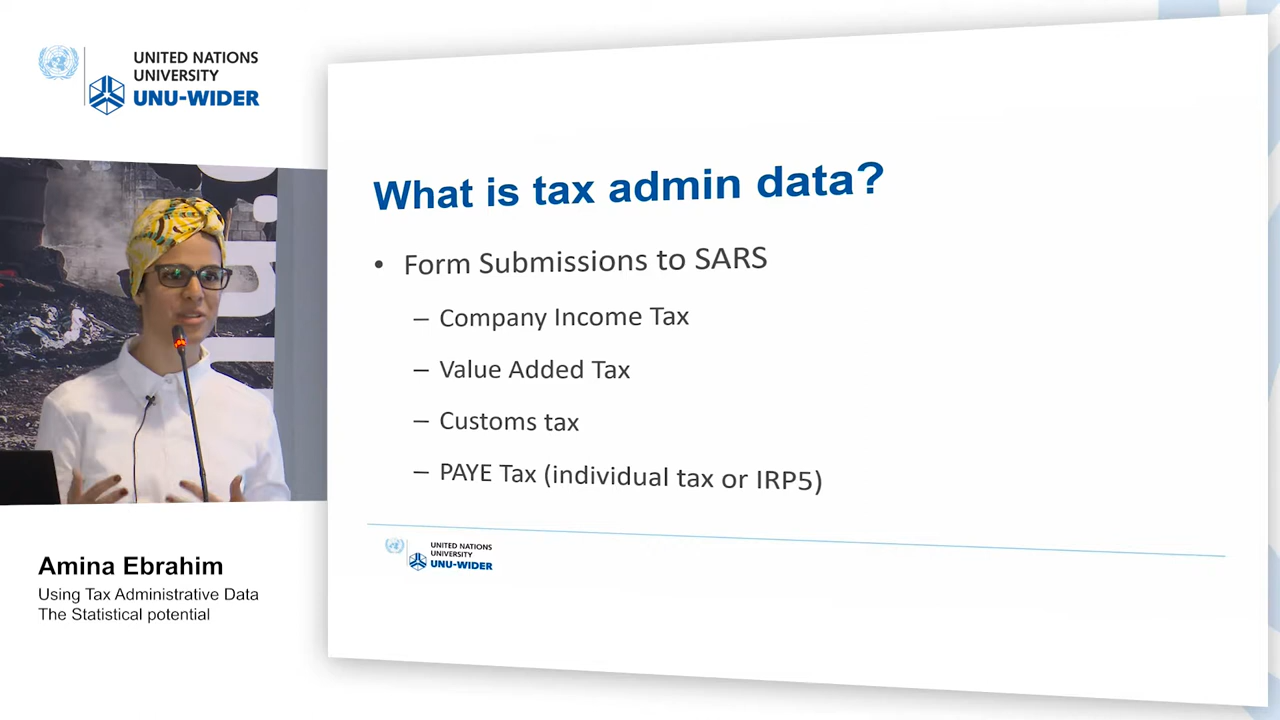 UNITED NATIONS
UNIVERSITY
UNU-WIDER
What is tax admin data?
• Form Submissions to SARS
– Company Income Tax
– Value Added Tax
– Customs tax
– PAYE Tax (individual tax or IRP5)
UNITED NATIONS
UNIVERSITY
UNU-WIDER
Amina Ebrahim
Using Tax Administrative Data
The Statistical potential